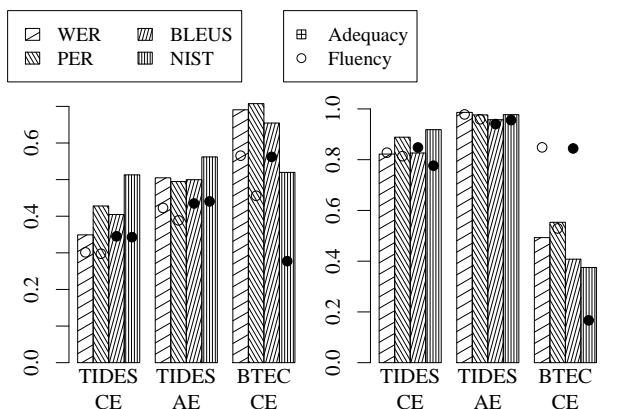 WER BLEUS
PER NIST
Adequacy
Fluency
0.0 0.2 0.4 0.6
TIDES TIDES BTEC
CE AE CE
0.0 0.2 0.4 0.6 0.8 1.0
TIDES TIDES BTEC
CE AE CE